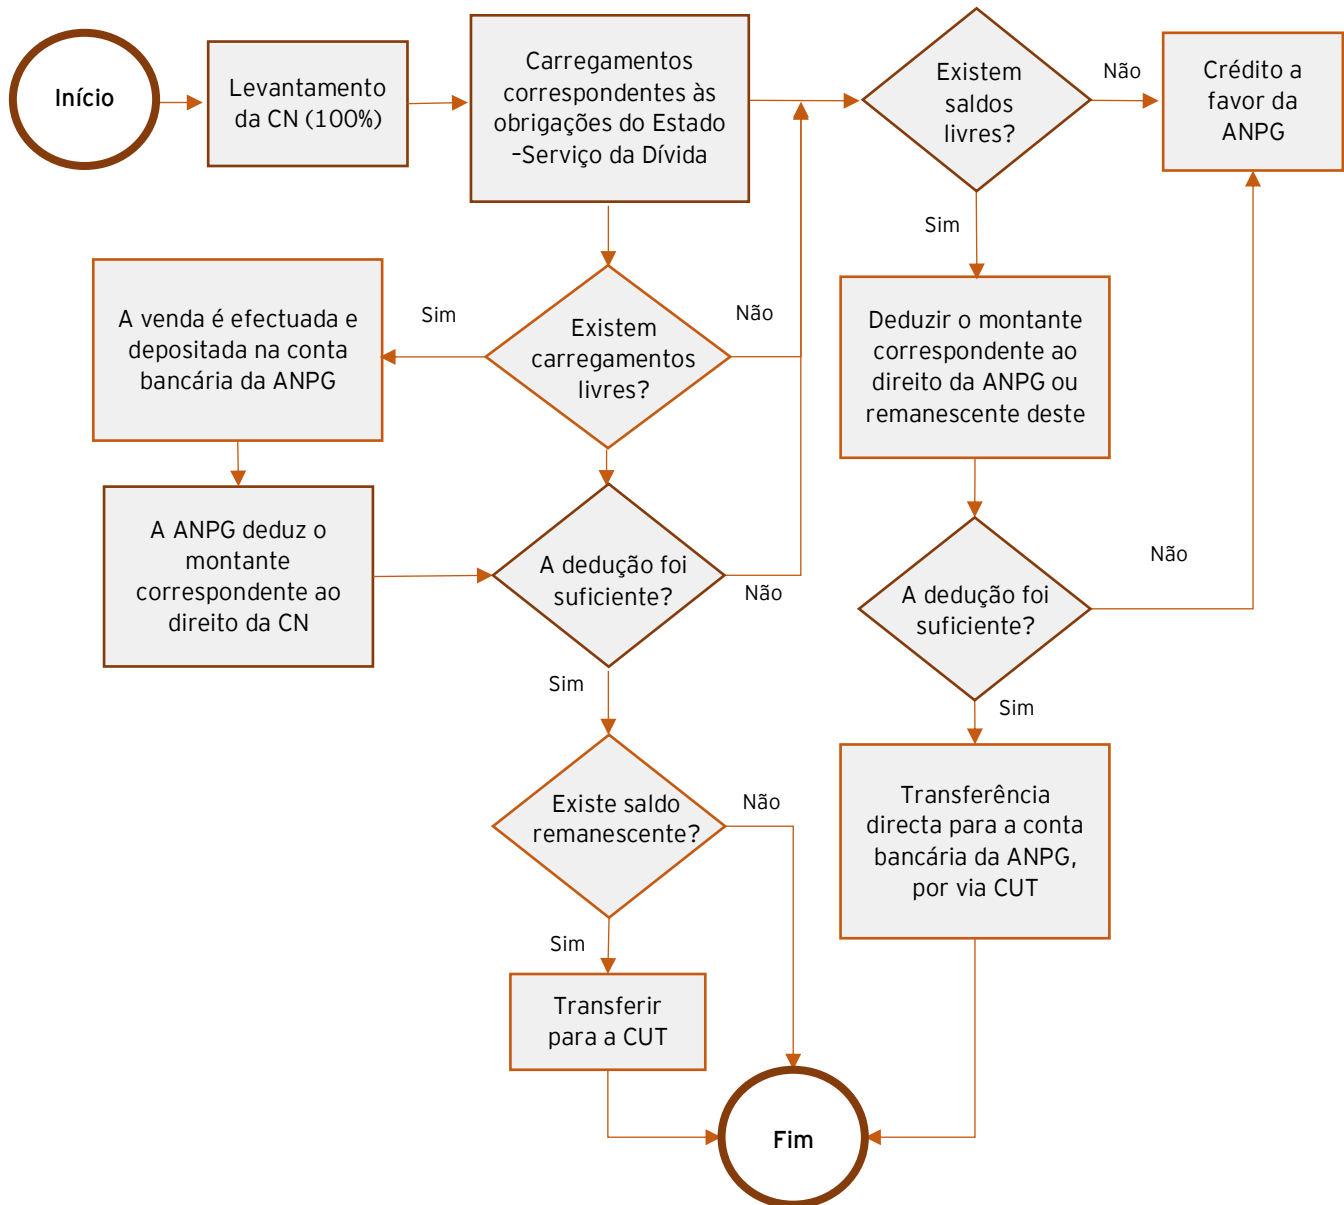 Início
Levantamento
da CN (100%)
Carregamentos
correspondentes às
obrigações do Estado
–Serviço da Dívida
Existem
saldos
livres?
Não
Crédito a
favor da
ANPG
Sim
A venda é efectuada e
depositada na conta
bancária da ANPG
Sim
Existem
carregamentos
livres?
Não
Deduzir o montante
correspondente ao
direito da ANPG ou
remanescente deste
A ANPG deduz o
montante
correspondente ao
direito da CN
A dedução foi
suficiente?
Não
A dedução foi
suficiente?
Não
Sim
Sim
Existe saldo
remanescente?
Não
Transferência
directa para a conta
bancária da ANPG,
por via CUT
Sim
Transferir
para a CUT
Fim